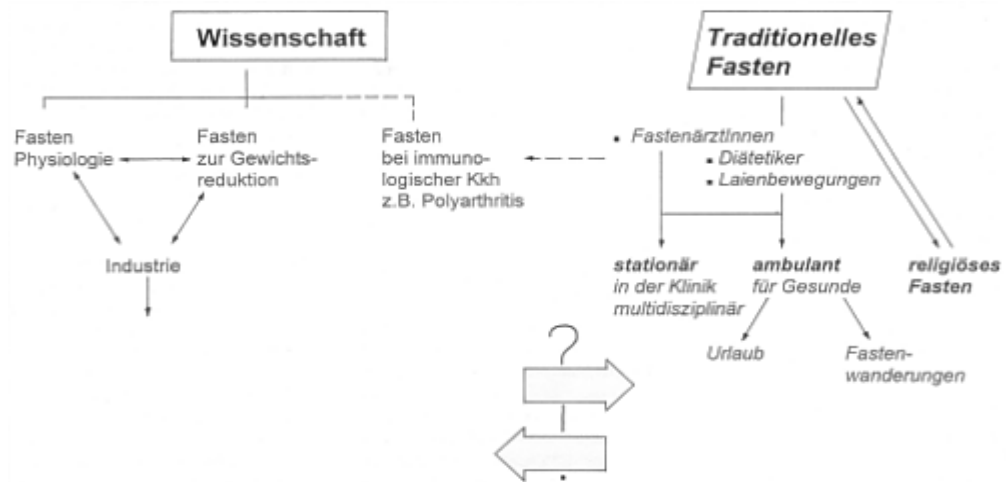 Wissenschaft
Fasten
Physiologie
Fasten
zur Gewichts-
reduktion
Fasten
bei immuno-
logischer Kkh
z.B. Polyarthritis
Industrie
Traditionelles
Fasten
▪ FastenärztInnen
▪ Diätetiker
▪ Laienbewegungen
stationär
in der Klinik
multidisziplinär
ambulant
für Gesunde
religiöses
Fasten
Urlaub
Fasten-
wanderungen
?